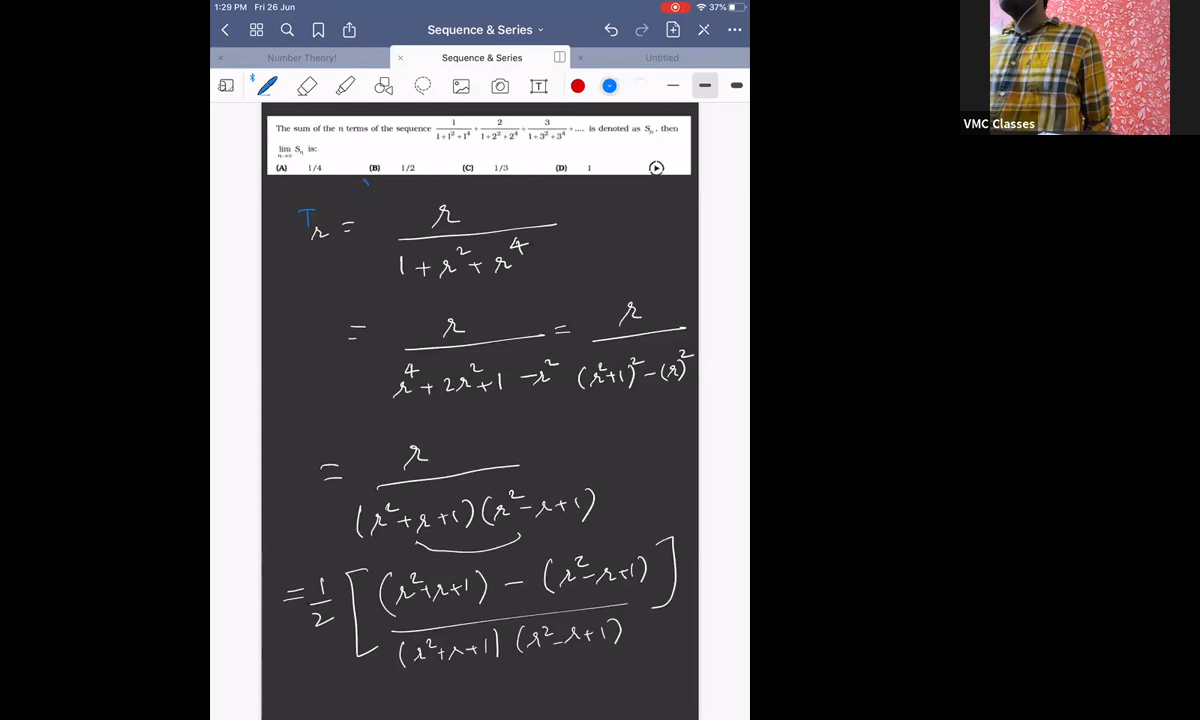 1:29 PM Fri 26 Jun
37%
Sequence & Series
Number Theory!
Sequence & Series
Untitled
VMC Classes
The sum of the n terms of the sequence 1/(1+1²+1⁴) + 2/(1+2²+2⁴) + 3/(1+3²+3⁴) + .... is denoted as Sₙ, then
lim n→∞ Sₙ is:
(A) 1/4 (B) 1/2 (C) 1/3 (D) 1
Tr = r/(1+r²+r⁴)
= r/(r⁴+2r²+1 -r²) = r/((r²+1)²-(r)²)
= r/((r²+r+1)(r²-r+1))
= 1/2 [((r²+r+1) - (r²-r+1))/((r²+r+1)(r²-r+1))]